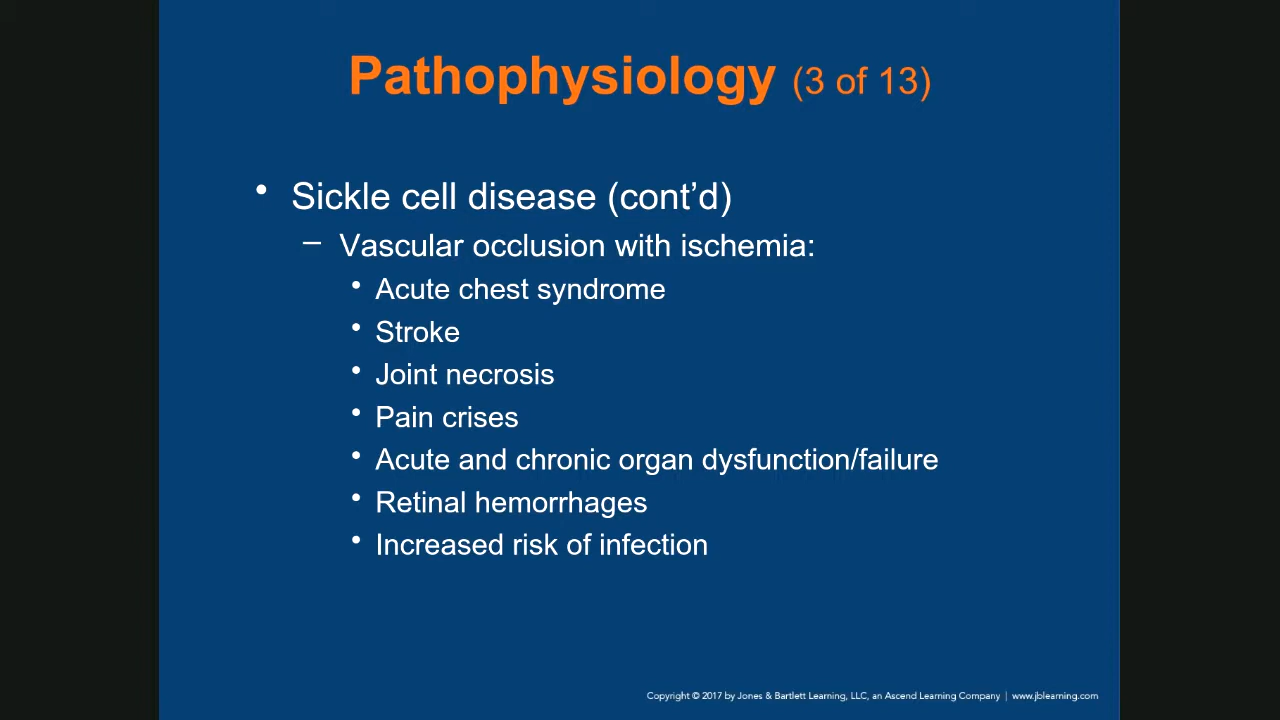 Pathophysiology (3 of 13)
• Sickle cell disease (cont’d)
– Vascular occlusion with ischemia:
• Acute chest syndrome
• Stroke
• Joint necrosis
• Pain crises
• Acute and chronic organ dysfunction/failure
• Retinal hemorrhages
• Increased risk of infection
Copyright © 2017 by Jones & Bartlett Learning, LLC, an Ascend Learning Company | www.jblearning.com